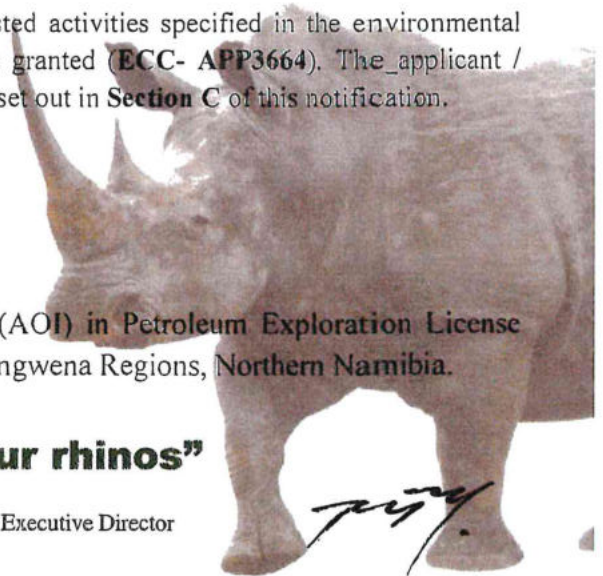 ted activities specified in the environmental
granted (ECC- APP3664). The_applicant /
set out in Section C of this notification.
(AOI) in Petroleum Exploration License
ngwena Regions, Northern Namibia.
ur rhinos”
Executive Director